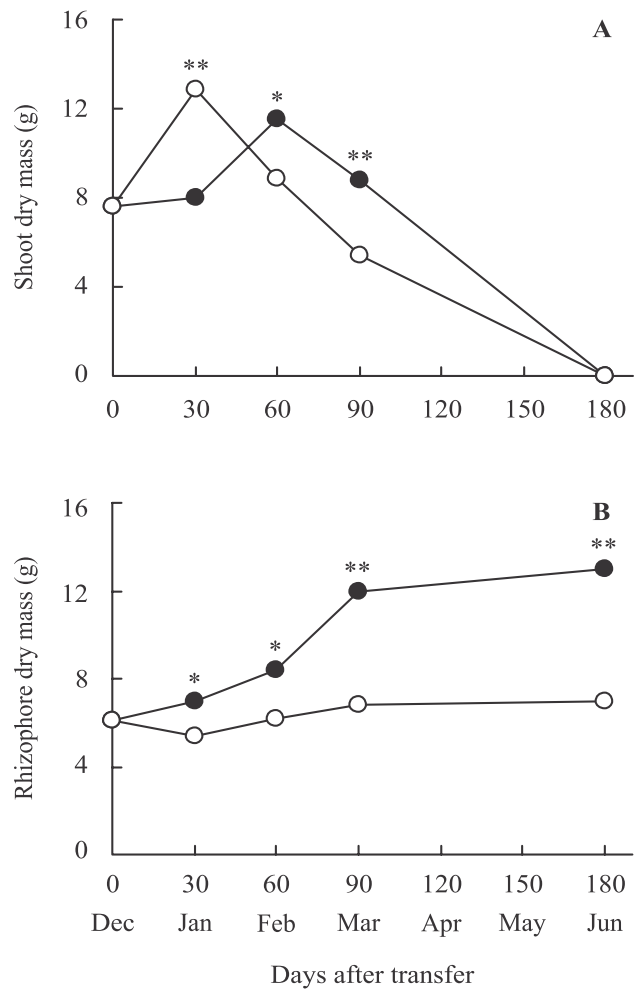 16
A
**
12
*
**
8
4
0
Shoot dry mass (g)
0 30 60 90 120 150 180
16
B
**
**
12
*
*
8
4
0
Rhizophore dry mass (g)
0 30 60 90 120 150 180
Dec Jan Feb Mar Apr May Jun
Days after transfer